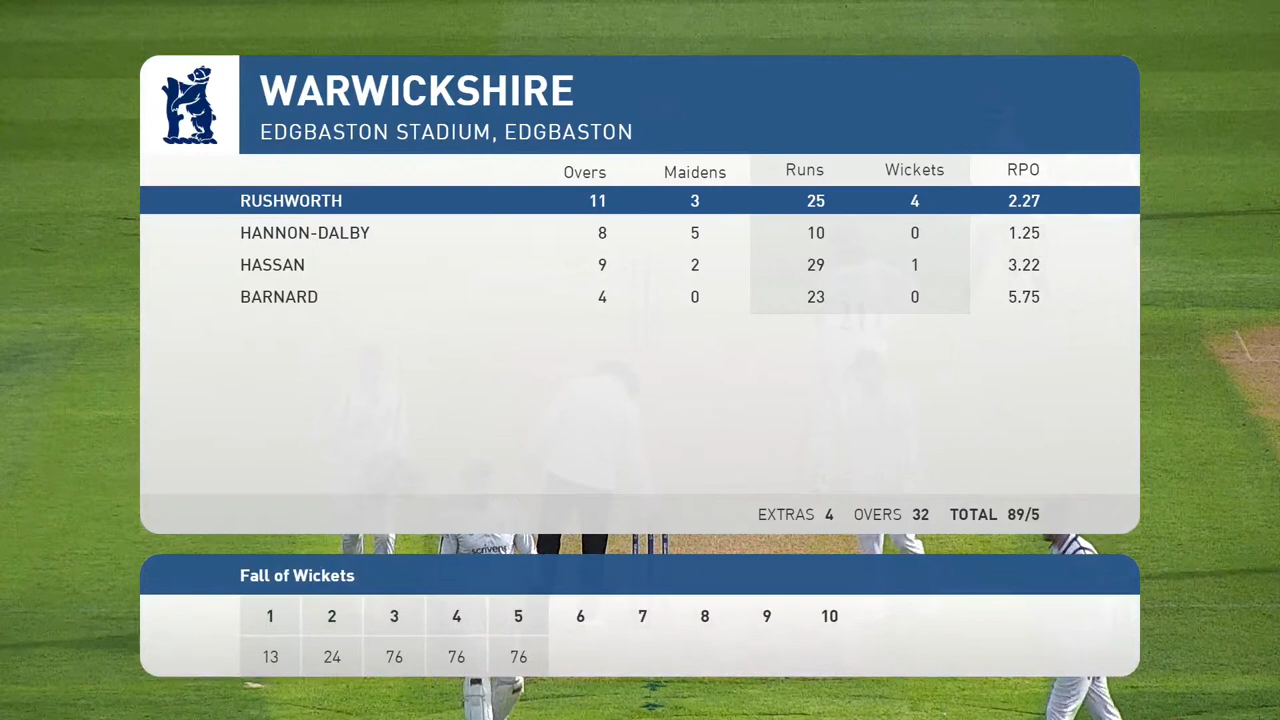 WARWICKSHIRE
EDGBASTON STADIUM, EDGBASTON
Overs Maidens Runs Wickets RPO
RUSHWORTH 11 3 25 4 2.27
HANNON-DALBY 8 5 10 0 1.25
HASSAN 9 2 29 1 3.22
BARNARD 4 0 23 0 5.75
EXTRAS 4 OVERS 32 TOTAL 89/5
scrivens
Fall of Wickets
1 2 3 4 5 6 7 8 9 10
13 24 76 76 76